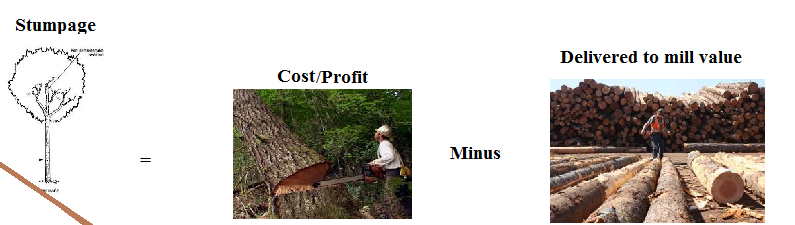 Stumpage
=
Cost/Profit
Minus
Delivered to mill value